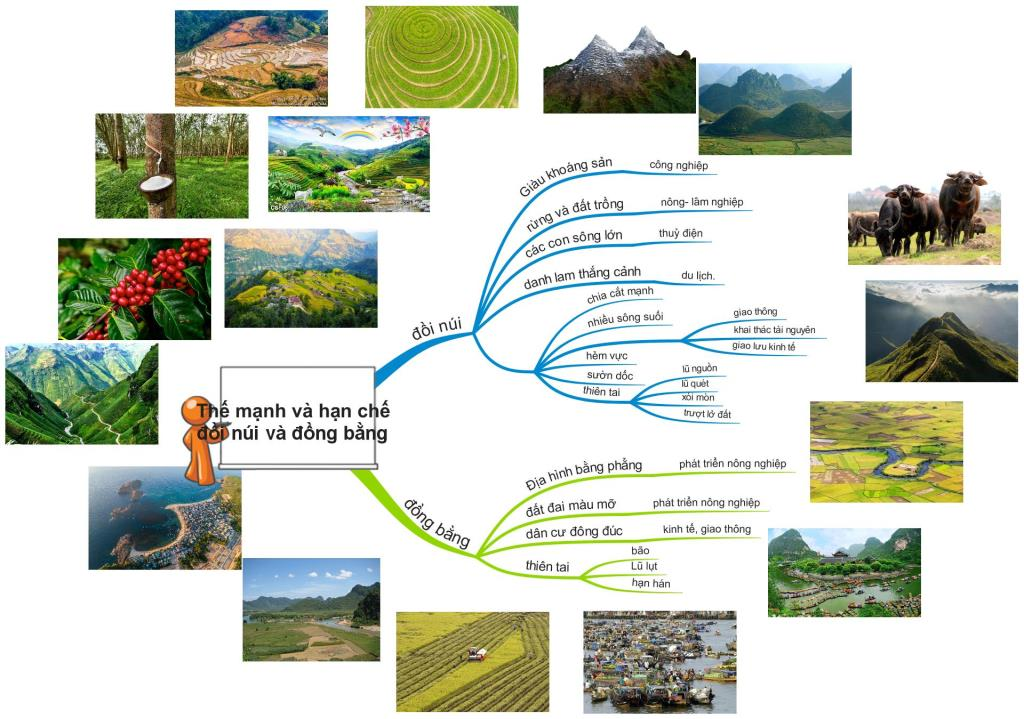 Thế mạnh và hạn chế
đồi núi và đồng bằng
đồi núi
Giàu khoáng sản
công nghiệp
rừng và đất trồng
nông- lâm nghiệp
các con sông lớn
thuỷ điện
danh lam thắng cảnh
du lịch.
chia cắt mạnh
nhiều sông suối
hèm vực
giao thông
khai thác tài nguyên
giao lưu kinh tế
sườn dốc
thiên tai
lũ nguồn
lũ quét
xói mòn
trượt lở đất
đồng bằng
Địa hình bằng phẳng
phát triển nông nghiệp
đất đai màu mỡ
phát triển nông nghiệp
dân cư đông đúc
kinh tế, giao thông
thiên tai
bão
Lũ lụt
hạn hán